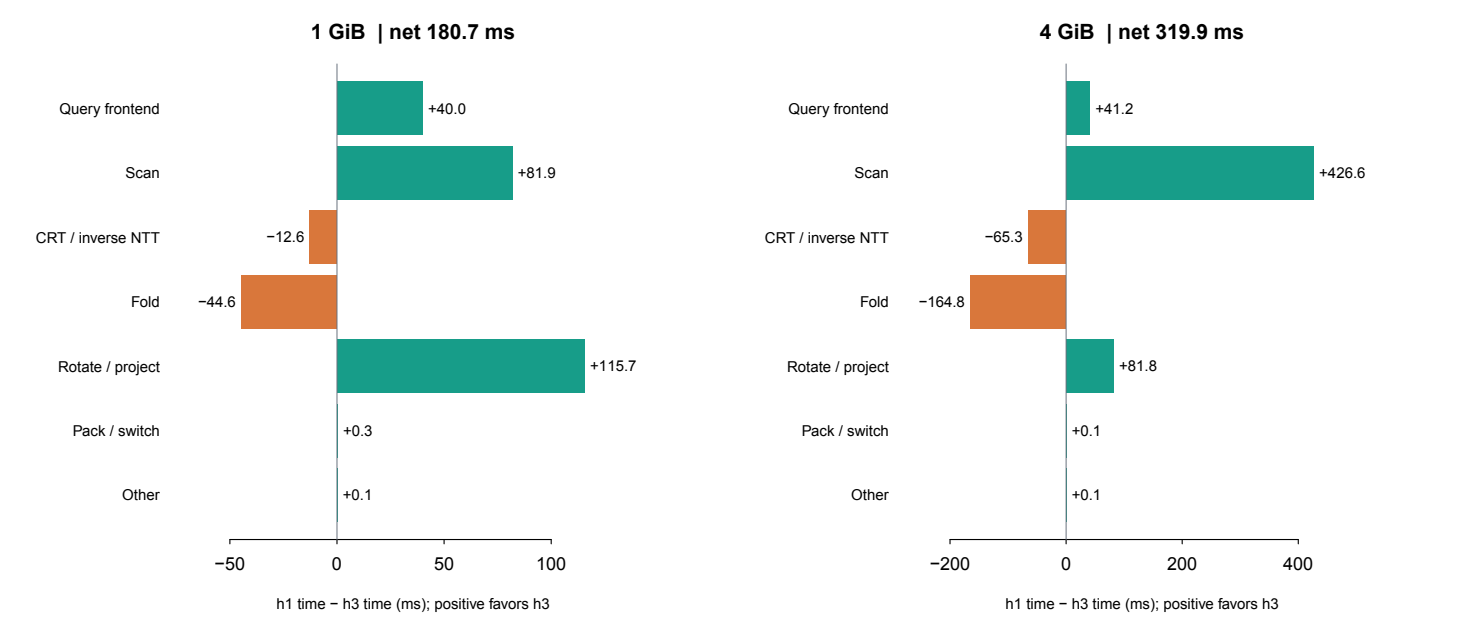 1 GiB | net 180.7 ms
Query frontend
+40.0
Scan
+81.9
CRT / inverse NTT
−12.6
Fold
−44.6
Rotate / project
+115.7
Pack / switch
+0.3
Other
+0.1
−50 0 50 100
h1 time − h3 time (ms); positive favors h3
4 GiB | net 319.9 ms
Query frontend
+41.2
Scan
+426.6
CRT / inverse NTT
−65.3
Fold
−164.8
Rotate / project
+81.8
Pack / switch
+0.1
Other
+0.1
−200 0 200 400
h1 time − h3 time (ms); positive favors h3